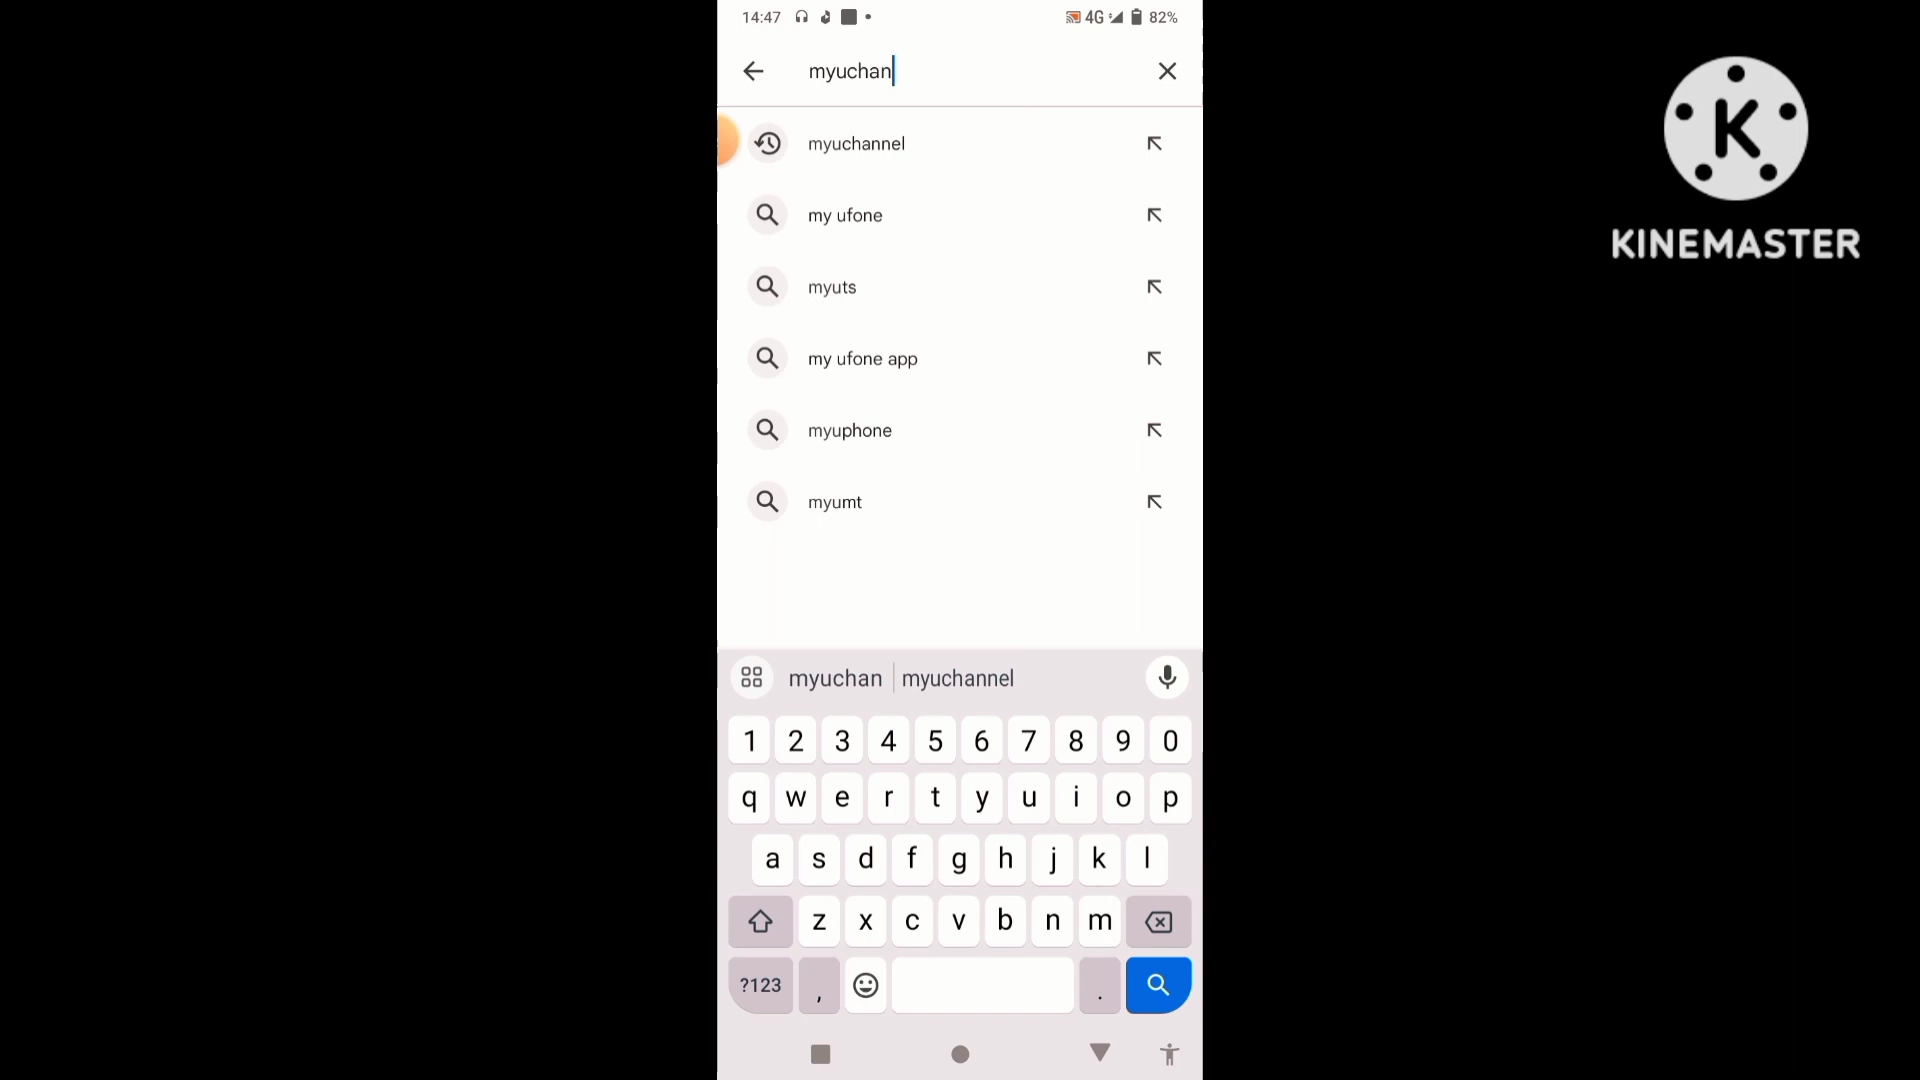 14:47 4G 82%
myuchan
myuchannel
my ufone
myuts
my ufone app
myuphone
myumt
myuchan myuchannel
1 2 3 4 5 6 7 8 9 0
q w e r t y u i o p
a s d f g h j k l
z x c v b n m
?123 , .
K
KINEMASTER